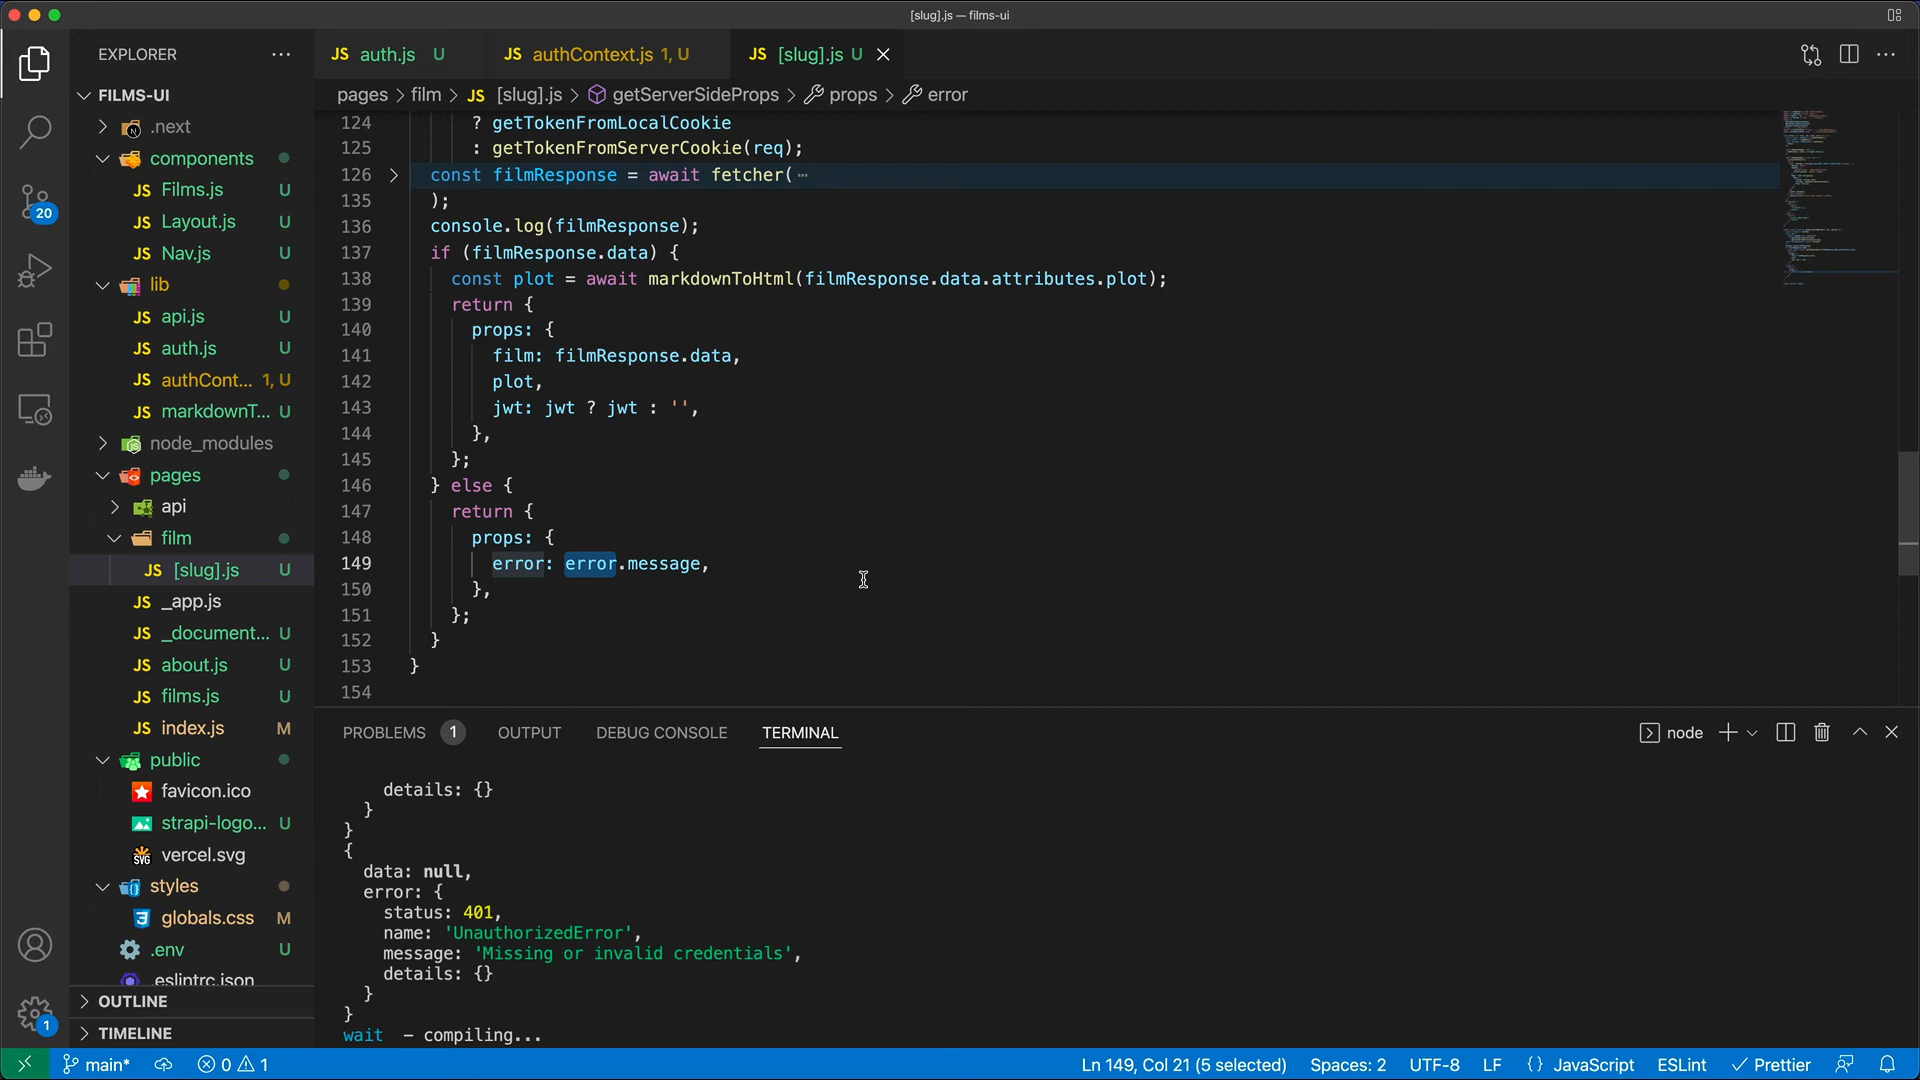 [slug].js — films-ui
EXPLORER
JS auth.js U
JS authContext.js 1, U
JS [slug].js U
FILMS-UI
pages > film > JS [slug].js > getServerSideProps > props > error
.next
components
JS Films.js U
JS Layout.js U
JS Nav.js U
lib
JS api.js U
JS auth.js U
JS authCont... 1, U
JS markdownT... U
node_modules
pages
api
film
JS [slug].js U
JS _app.js
JS _document... U
JS about.js U
JS films.js U
JS index.js M
public
favicon.ico
strapi-logo... U
SVG vercel.svg
styles
globals.css M
.env U
.eslintrc.json
OUTLINE
TIMELINE
20
1
124 ? getTokenFromLocalCookie
125 : getTokenFromServerCookie(req);
126 const filmResponse = await fetcher( ⋯
135 );
136 console.log(filmResponse);
137 if (filmResponse.data) {
138 const plot = await markdownToHtml(filmResponse.data.attributes.plot);
139 return {
140 props: {
141 film: filmResponse.data,
142 plot,
143 jwt: jwt ? jwt : '',
144 },
145 };
146 } else {
147 return {
148 props: {
149 error: error.message,
150 },
151 };
152 }
153 }
154
PROBLEMS 1 OUTPUT DEBUG CONSOLE TERMINAL
node
details: {}
}
}
{
data: null,
error: {
status: 401,
name: 'UnauthorizedError',
message: 'Missing or invalid credentials',
details: {}
}
}
wait – compiling...
main* 0 1 Ln 149, Col 21 (5 selected) Spaces: 2 UTF-8 LF {} JavaScript ESLint Prettier